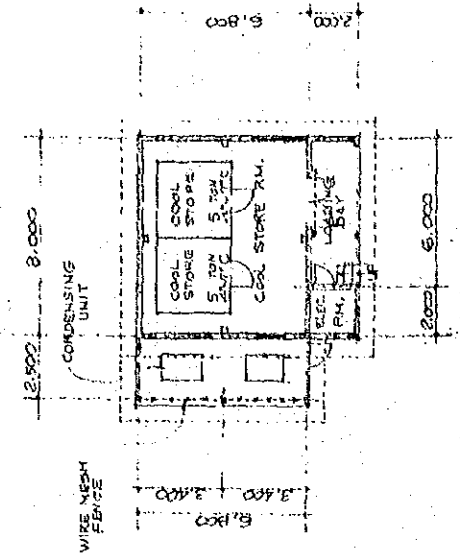 6,800
2,000
8,000
2,500
CONDENSING
UNIT
COOL
STORE
5 TON
COOL
STORE
5 TON
COOL STORE RM.
LOADING
BAY
ELEC.
RM.
6,000
2,000
WIRE MESH
FENCE
3,400
3,400
6,800